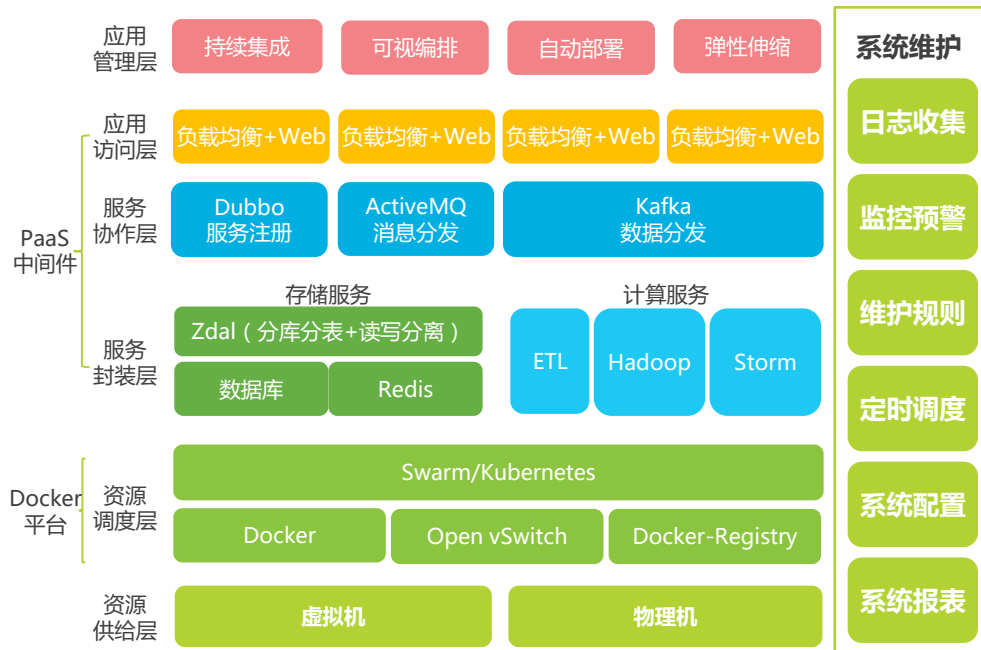 应用
管理层
持续集成
可视编排
自动部署
弹性伸缩
应用
访问层
负载均衡+Web
负载均衡+Web
负载均衡+Web
负载均衡+Web
PaaS
中间件
服务
协作层
Dubbo
服务注册
ActiveMQ
消息分发
Kafka
数据分发
存储服务
计算服务
服务
封装层
Zdal（分库分表+读写分离）
数据库
Redis
ETL
Hadoop
Storm
Docker
平台
资源
调度层
Swarm/Kubernetes
Docker
Open vSwitch
Docker-Registry
资源
供给层
虚拟机
物理机
系统维护
日志收集
监控预警
维护规则
定时调度
系统配置
系统报表